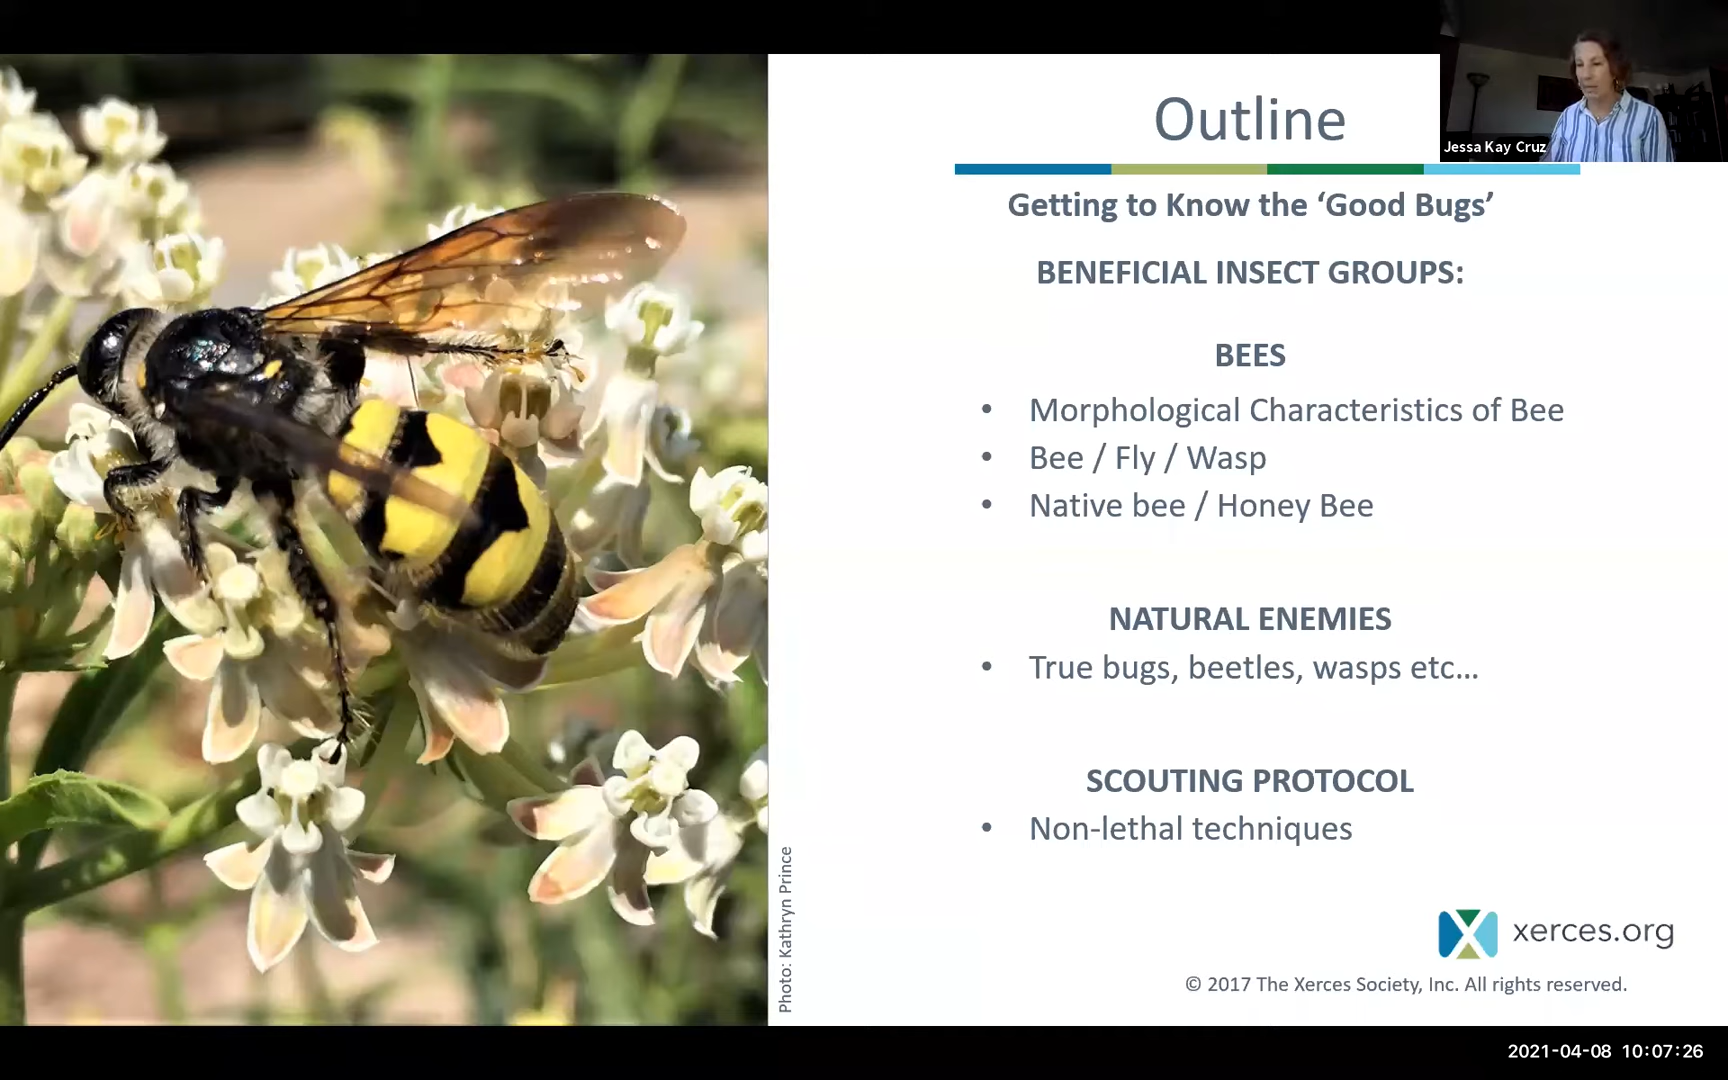 Outline
Jessa Kay Cruz
Getting to Know the ‘Good Bugs’
BENEFICIAL INSECT GROUPS:
BEES
• Morphological Characteristics of Bee
• Bee / Fly / Wasp
• Native bee / Honey Bee
NATURAL ENEMIES
• True bugs, beetles, wasps etc...
SCOUTING PROTOCOL
• Non-lethal techniques
Photo: Kathryn Prince
xerces.org
© 2017 The Xerces Society, Inc. All rights reserved.
2021-04-08 10:07:26